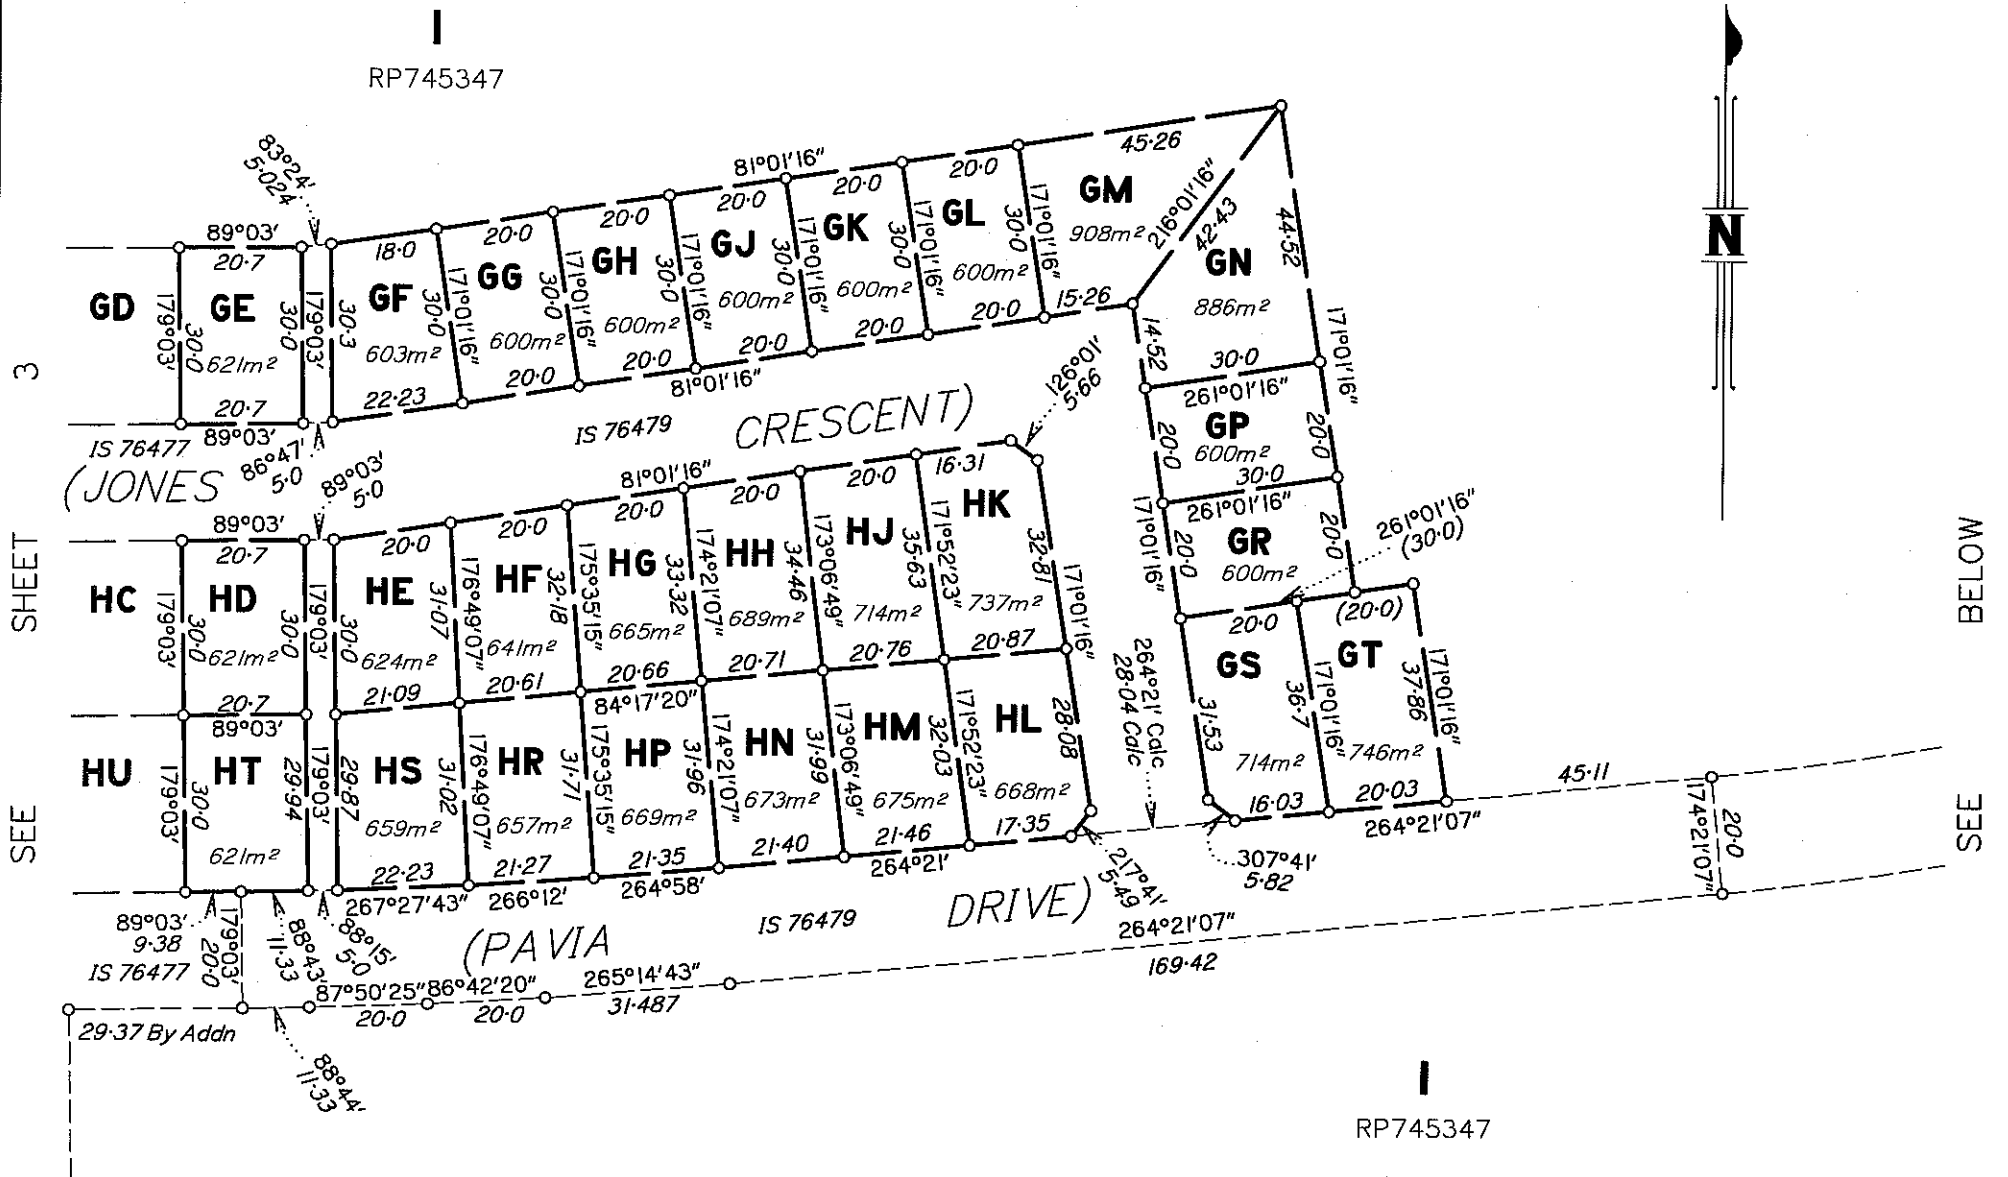 I
RP745347
N
83°24'
5·024
89°03'
20·7
GD
179°03'
30·0
GE
621m²
30·0
179°03'
20·7
89°03'
IS 76477
86°47'
5·0
18·0
30·3
GF
603m²
22·23
30·0
171°01'16"
20·0
GG
600m²
20·0
30·0
171°01'16"
20·0
GH
600m²
20·0
30·0
171°01'16"
81°01'16"
20·0
GJ
600m²
20·0
81°01'16"
30·0
171°01'16"
20·0
GK
600m²
20·0
30·0
171°01'16"
20·0
GL
600m²
20·0
30·0
171°01'16"
45·26
GM
908m²
15·26
216°01'16"
42·43
GN
886m²
44·52
14·52
171°01'16"
30·0
261°01'16"
GP
600m²
20·0
20·0
30·0
261°01'16"
GR
600m²
171°01'16"
20·0
20·0
261°01'16"
(30·0)
20·0
(20·0)
GS
714m²
31·53
36·7
171°01'16"
GT
746m²
37·86
171°01'16"
16·03
20·03
264°21'07"
307°41'
5·82
45·11
174°21'07"
20·0
264°21' Calc
28·04 Calc
(JONES
CRESCENT)
IS 76479
126°01'
5·66
89°03'
5·0
89°03'
20·7
HC
179°03'
30·0
HD
621m²
30·0
179°03'
20·7
89°03'
20·0
HE
30·0
624m²
21·09
31·07
176°49'07"
20·0
HF
641m²
20·61
32·18
175°35'15"
81°01'16"
20·0
HG
665m²
20·66
84°17'20"
33·32
174°21'07"
20·0
HH
689m²
20·71
34·46
173°06'49"
20·0
HJ
714m²
20·76
35·63
171°52'23"
16·31
HK
737m²
20·87
32·81
171°01'16"
HU
179°03'
30·0
HT
621m²
29·94
179°03'
29·87
HS
659m²
22·23
267°27'43"
31·02
176°49'07"
HR
657m²
21·27
266°12'
31·71
175°35'15"
HP
669m²
21·35
264°58'
31·96
174°21'07"
HN
673m²
21·40
31·99
173°06'49"
HM
675m²
21·46
264°21'
32·03
171°52'23"
HL
668m²
17·35
28·08
217°41'
5·49
89°03'
9·38
IS 76477
179°03'
20·0
88°43'
11·33
88°15'
5·0
(PAVIA
DRIVE)
IS 76479
264°21'07"
169·42
87°50'25"
20·0
86°42'20"
20·0
265°14'43"
31·487
29·37 By Addn
88°44'
11·33
I
RP745347
SEE SHEET 3
SEE BELOW